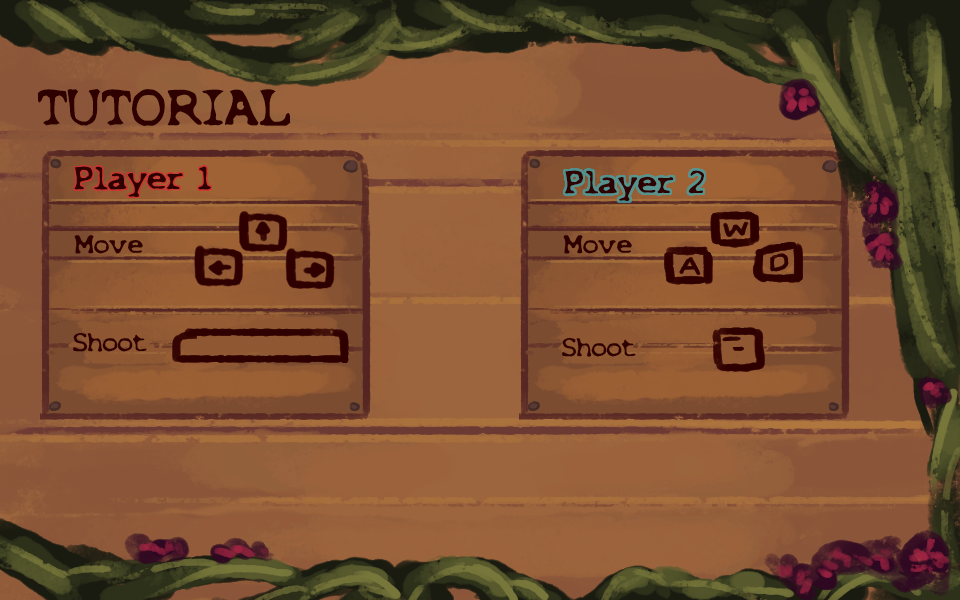 TUTORIAL
Player 1
Move
Shoot
Player 2
Move
W
A D
Shoot
-